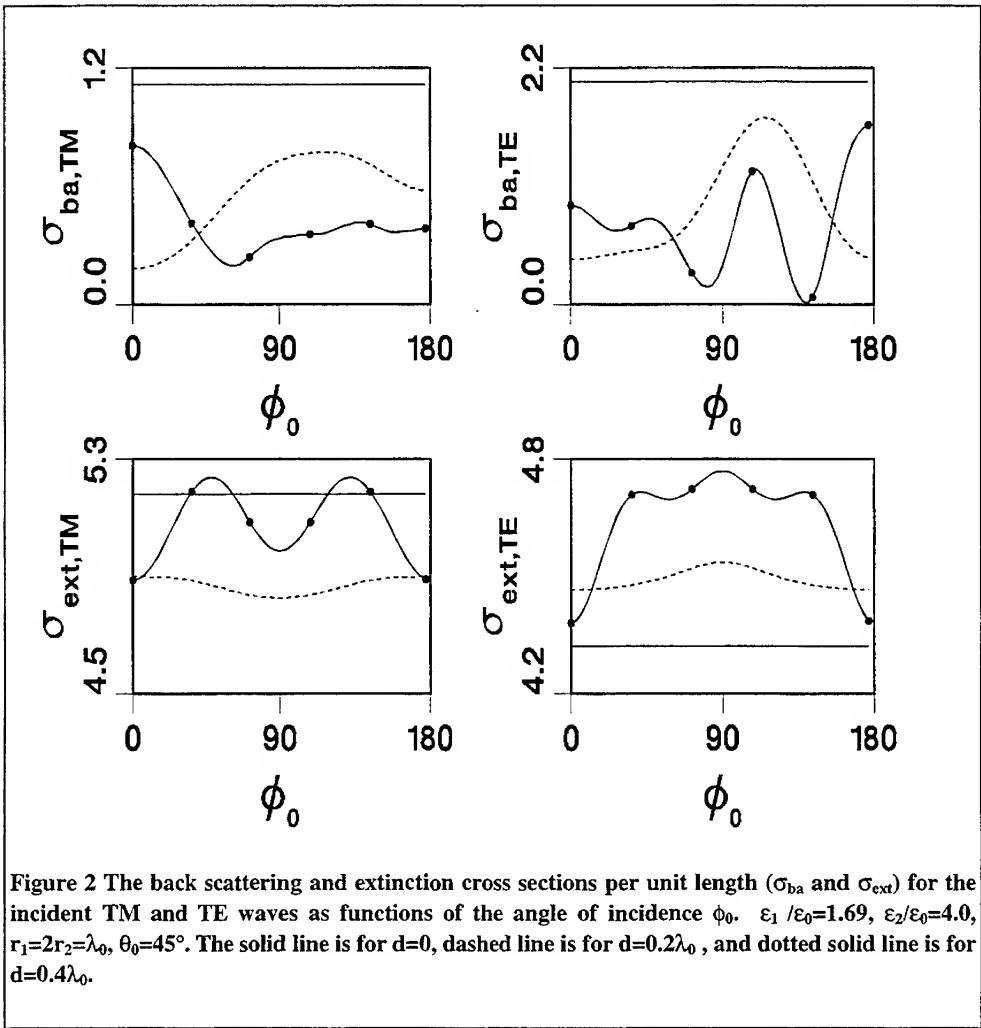 1.2
σba,TM
0.0
0 90 180
ϕ0
2.2
σba,TE
0.0
0 90 180
ϕ0
5.3
σext,TM
4.5
0 90 180
ϕ0
4.8
σext,TE
4.2
0 90 180
ϕ0
Figure 2 The back scattering and extinction cross sections per unit length (σba and σext) for the
incident TM and TE waves as functions of the angle of incidence ϕ0. ε1 /ε0=1.69, ε2/ε0=4.0,
r1=2r2=λ0, θ0=45°. The solid line is for d=0, dashed line is for d=0.2λ0 , and dotted solid line is for
d=0.4λ0.